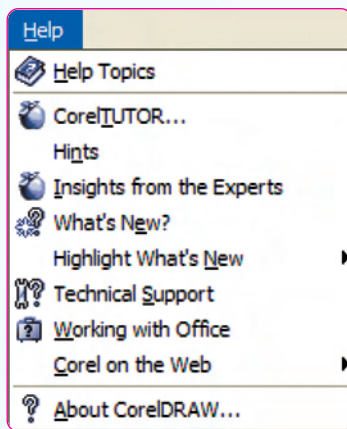 Help
Help Topics
CorelTUTOR...
Hints
Insights from the Experts
What's New?
Highlight What's New
Technical Support
Working with Office
Corel on the Web
About CorelDRAW...